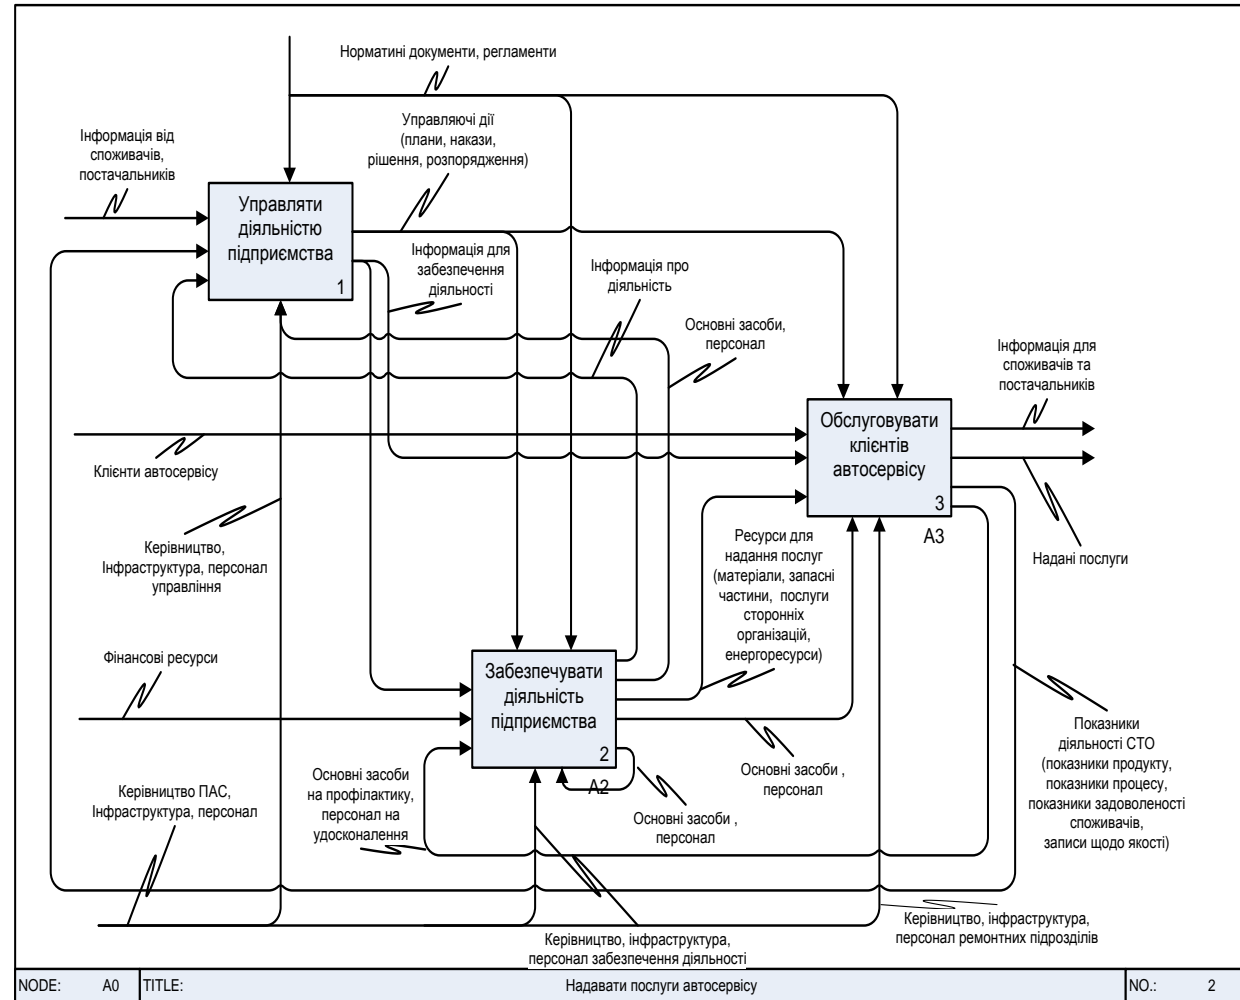 Норматині документи, регламенти
Управляючі дії
(плани, накази,
рішення, розпорядження)
Інформація від
споживачів,
постачальників
Управляти
діяльністю
підприємства
1
Інформація для
забезпечення
діяльності
Інформація про
діяльність
Основні засоби,
персонал
Інформація для
споживачів та
постачальників
Обслуговувати
клієнтів
автосервісу
3
A3
Клієнти автосервісу
Надані послуги
Керівництво,
Інфраструктура, персонал
управління
Ресурси для
надання послуг
(матеріали, запасні
частини, послуги
сторонніх
організацій,
енергоресурси)
Фінансові ресурси
Забезпечувати
діяльність
підприємства
2
A2
Показники
діяльності СТО
(показники продукту,
показники процесу,
показники задоволеності
споживачів,
записи щодо якості)
Основні засоби ,
персонал
Основні засоби
на профілактику,
персонал на
удосконалення
Керівництво ПАС,
Інфраструктура, персонал
Основні засоби ,
персонал
Керівництво, інфраструктура,
персонал ремонтних підрозділів
Керівництво, інфраструктура,
персонал забезпечення діяльності
NODE: A0 TITLE: Надавати послуги автосервісу NO.: 2